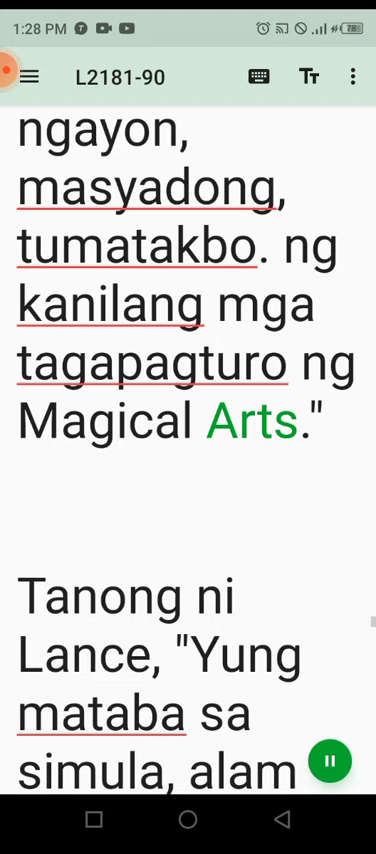 1:28 PM
78
L2181-90
ngayon,
masyadong,
tumatakbo. ng
kanilang mga
tagapagturo ng
Magical Arts."
Tanong ni
Lance, "Yung
mataba sa
simula, alam